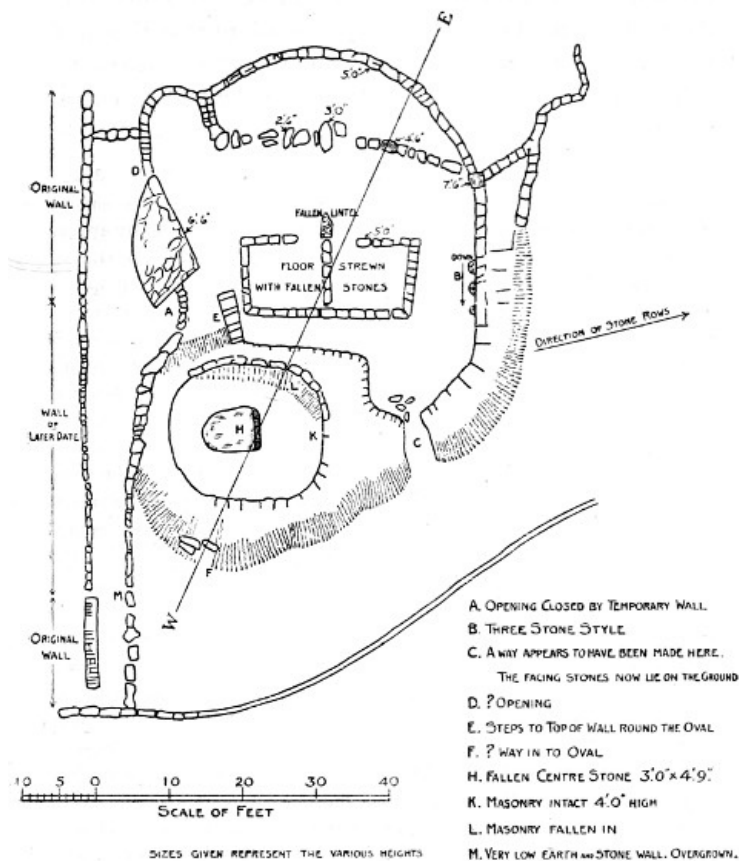 E
5'.0"
2'.6"
3'.0"
4'.6"
7'.6"
D
ORIGINAL
WALL
6'.6"
FALLEN LINTEL
5'.0"
FLOOR STREWN
WITH FALLEN STONES
DOWN
B
A
E
DIRECTION OF STONE ROWS
WALL
OF
LATER DATE
L
H
K
C
F
M
W
ORIGINAL
WALL
A. OPENING CLOSED BY TEMPORARY WALL
B. THREE STONE STYLE
C. A WAY APPEARS TO HAVE BEEN MADE HERE.
THE FACING STONES NOW LIE ON THE GROUND
D. ? OPENING
E. STEPS TO TOP OF WALL ROUND THE OVAL
F. ? WAY IN TO OVAL
H. FALLEN CENTRE STONE 3'.0" x 4'.9".
K. MASONRY INTACT 4'.0" HIGH
L. MASONRY FALLEN IN
M. VERY LOW EARTH AND STONE WALL. OVERGROWN.
10 5 0 10 20 30 40
SCALE OF FEET
SIZES GIVEN REPRESENT THE VARIOUS HEIGHTS